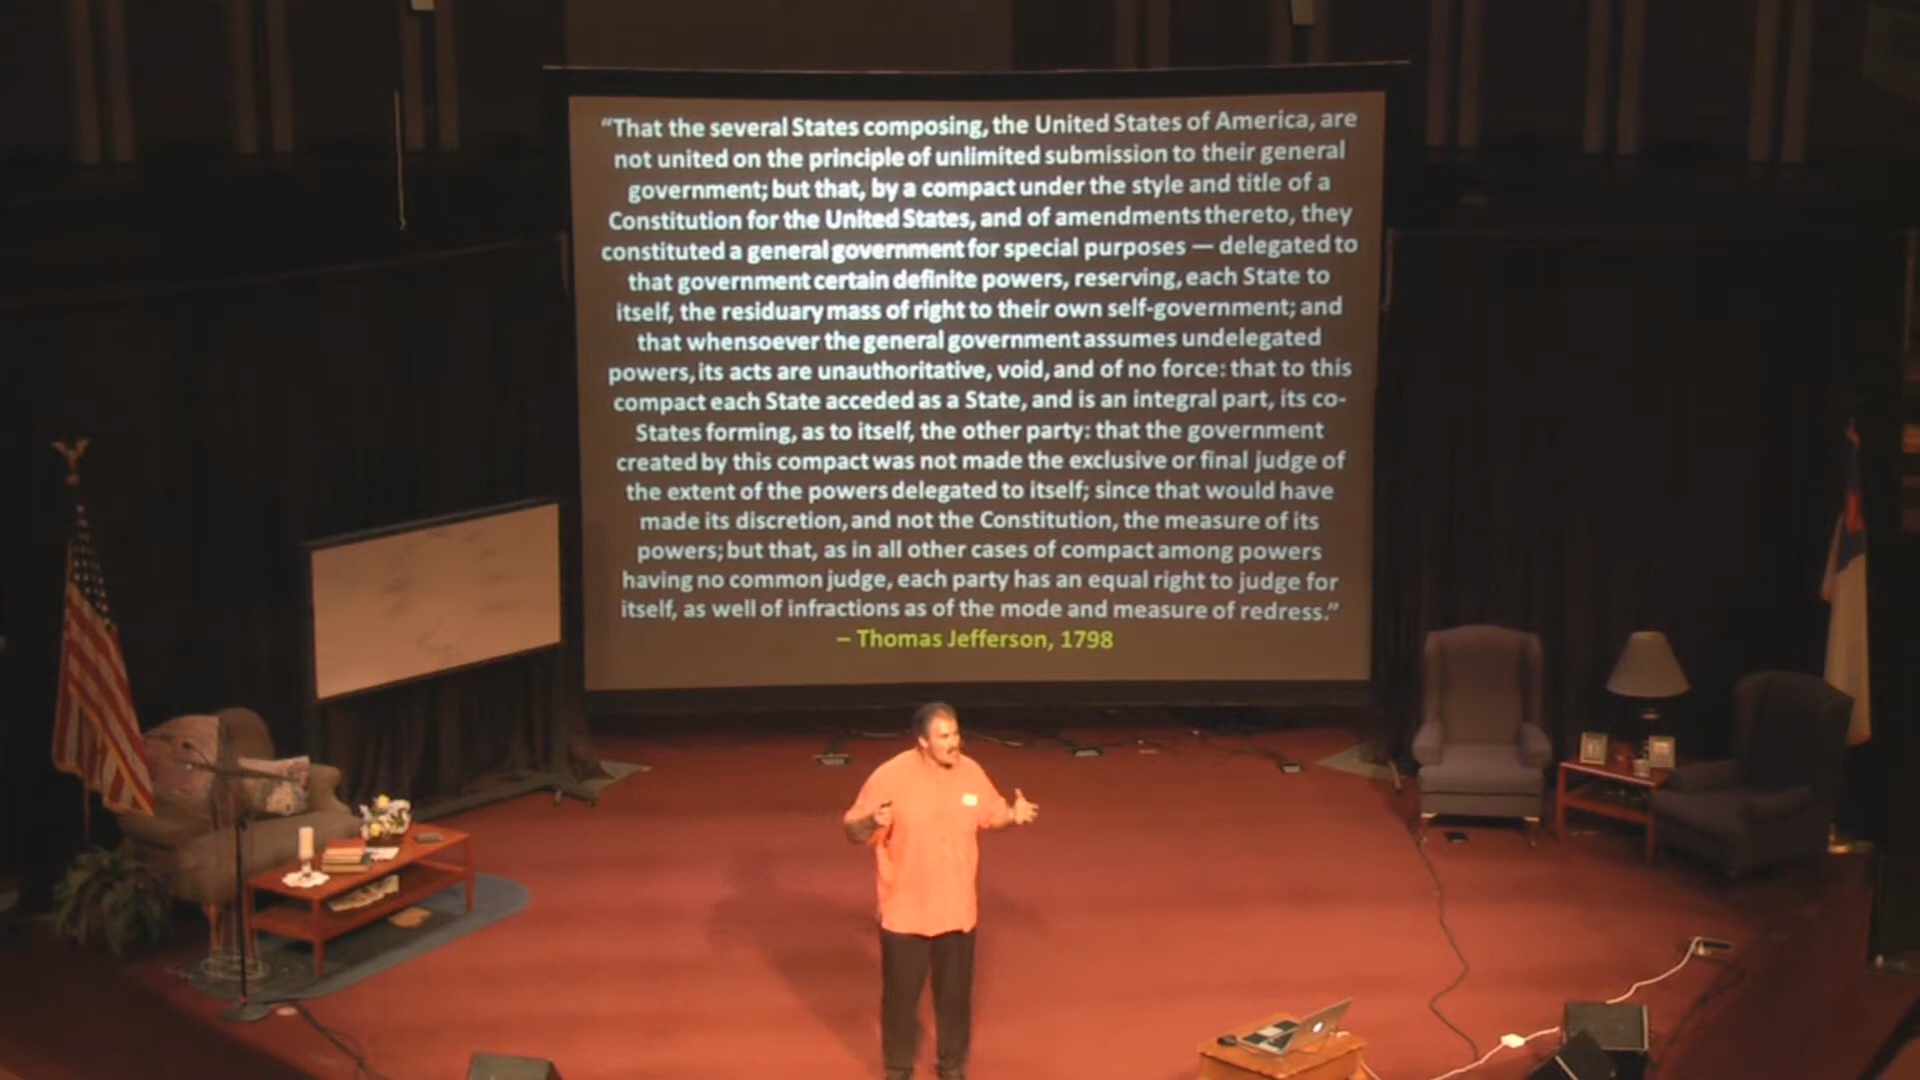 “That the several States composing, the United States of America, are
not united on the principle of unlimited submission to their general
government; but that, by a compact under the style and title of a
Constitution for the United States, and of amendments thereto, they
constituted a general government for special purposes — delegated to
that government certain definite powers, reserving, each State to
itself, the residuary mass of right to their own self-government; and
that whensoever the general government assumes undelegated
powers, its acts are unauthoritative, void, and of no force: that to this
compact each State acceded as a State, and is an integral part, its co-
States forming, as to itself, the other party: that the government
created by this compact was not made the exclusive or final judge of
the extent of the powers delegated to itself; since that would have
made its discretion, and not the Constitution, the measure of its
powers; but that, as in all other cases of compact among powers
having no common judge, each party has an equal right to judge for
itself, as well of infractions as of the mode and measure of redress.”
– Thomas Jefferson, 1798